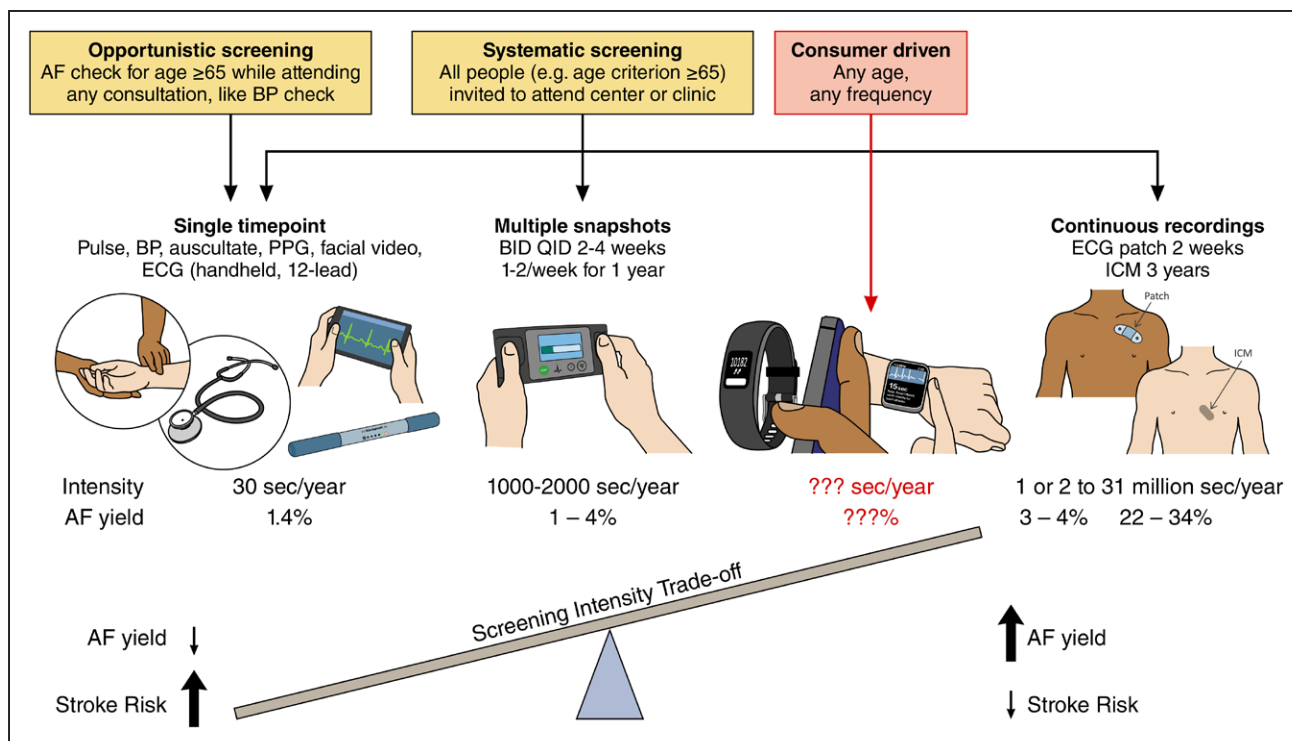 Opportunistic screening
AF check for age ≥65 while attending
any consultation, like BP check
Systematic screening
All people (e.g. age criterion ≥65)
invited to attend center or clinic
Consumer driven
Any age,
any frequency
Single timepoint
Pulse, BP, auscultate, PPG, facial video,
ECG (handheld, 12-lead)
Multiple snapshots
BID QID 2-4 weeks
1-2/week for 1 year
Continuous recordings
ECG patch 2 weeks
ICM 3 years
Patch
ICM
10182
15 sec
Intensity 30 sec/year 1000-2000 sec/year ??? sec/year 1 or 2 to 31 million sec/year
AF yield 1.4% 1 – 4% ???% 3 – 4% 22 – 34%
Screening Intensity Trade-off
AF yield
Stroke Risk
AF yield
Stroke Risk